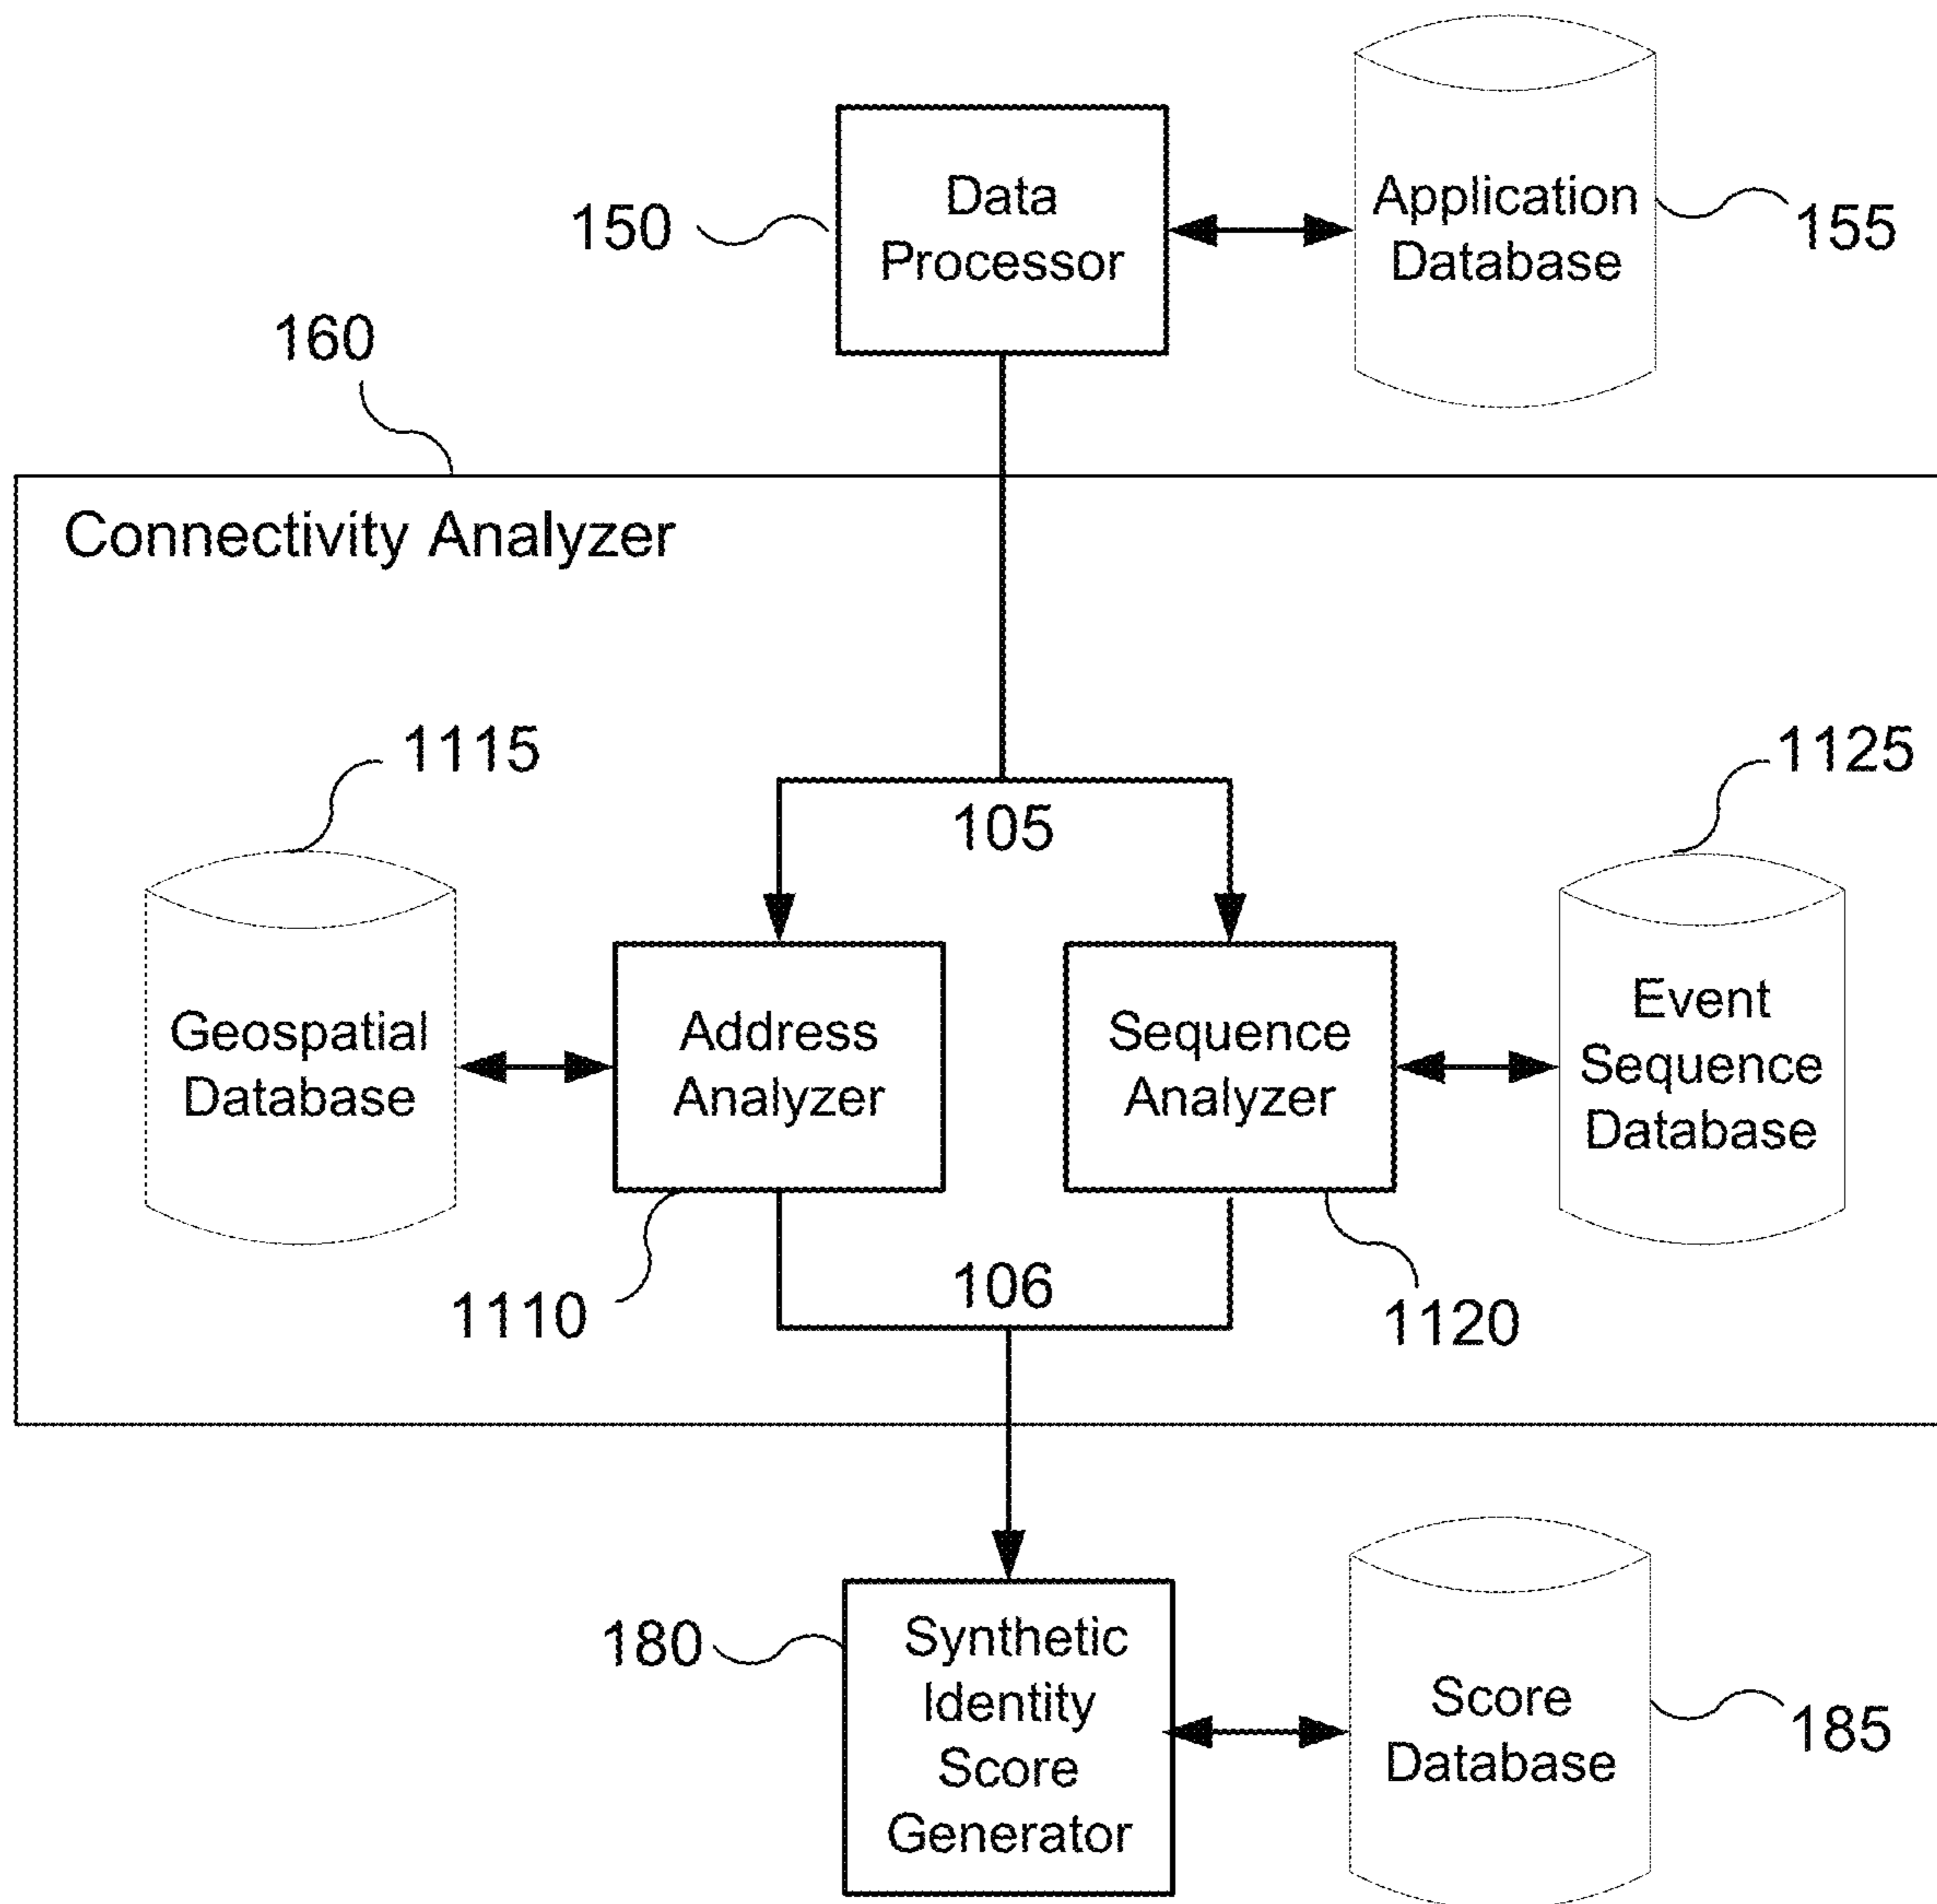 Data
Processor
150
Application
Database
155
160
Connectivity Analyzer
1115
1125
105
Geospatial
Database
Address
Analyzer
Sequence
Analyzer
Event
Sequence
Database
1110
106
1120
180
Synthetic
Identity
Score
Generator
Score
Database
185